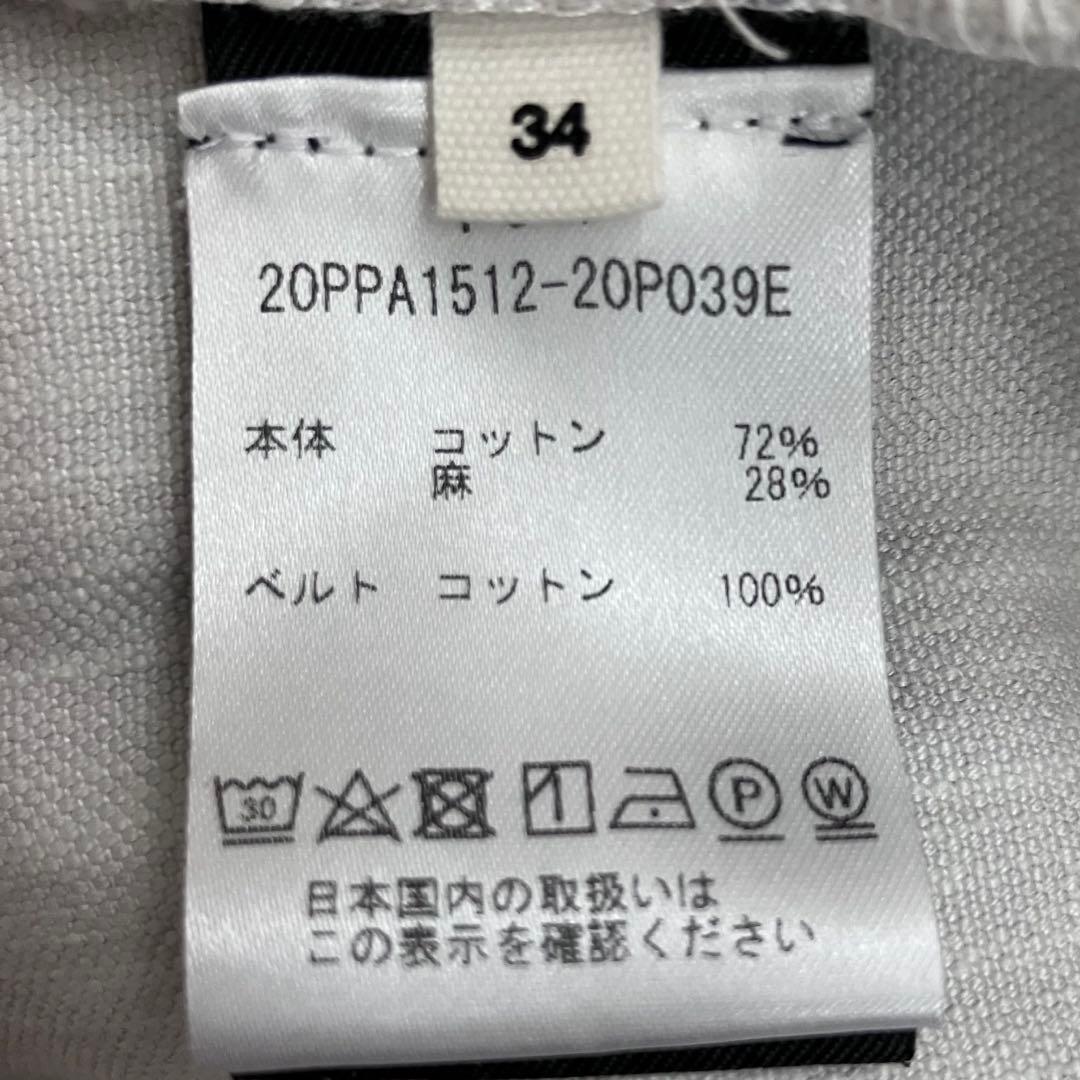 34
20PPA1512-20P039E
本体 コットン 72%
麻 28%
ベルト コットン 100%
30 P W
日本国内の取扱いは
この表示を確認ください